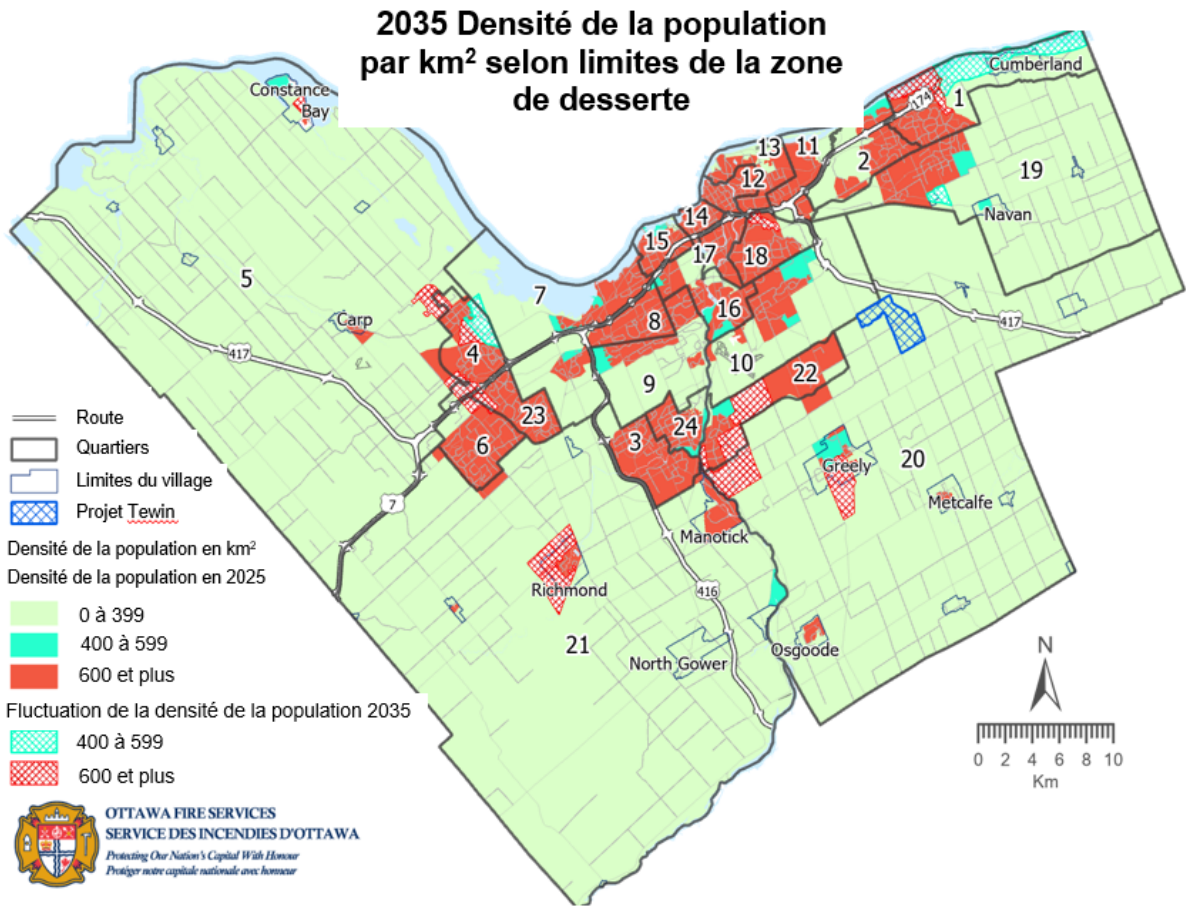 2035 Densité de la population
par km² selon limites de la zone
de desserte
Constance
Bay
Cumberland
174
1
13
11
2
12
19
14
Navan
15
17
18
5
7
16
8
Carp
417
417
4
10
22
9
23
24
3
6
20
Greely
Metcalfe
7
Manotick
Richmond
416
21
North Gower
Osgoode
Route
Quartiers
Limites du village
Projet Tewin
Densité de la population en km²
Densité de la population en 2025
0 à 399
400 à 599
600 et plus
Fluctuation de la densité de la population 2035
400 à 599
600 et plus
N
0 2 4 6 8 10
Km
OTTAWA FIRE SERVICES
SERVICE DES INCENDIES D'OTTAWA
Protecting Our Nation's Capital With Honour
Protéger notre capitale nationale avec honneur